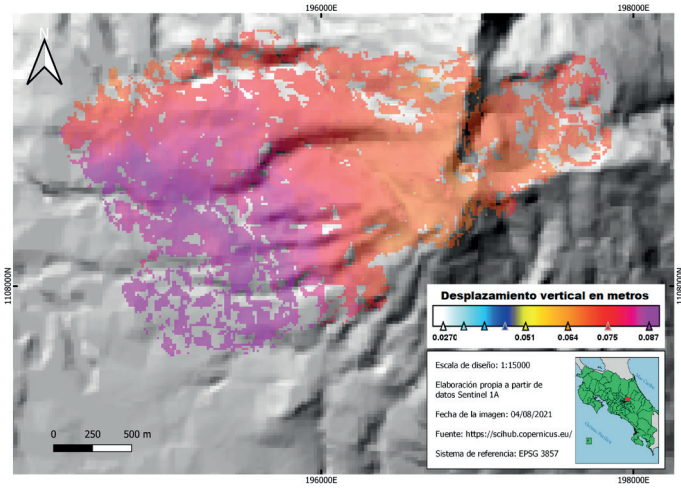 196000E
198000E
1108000N
1108000N
Desplazamiento vertical en metros
0.0270
0.051
0.064
0.075
0.087
Escala de diseño: 1:15000
Elaboración propia a partir de
datos Sentinel 1A
Fecha de la imagen: 04/08/2021
Fuente: https://scihub.copernicus.eu/
Sistema de referencia: EPSG 3857
0
250
500 m
196000E
198000E